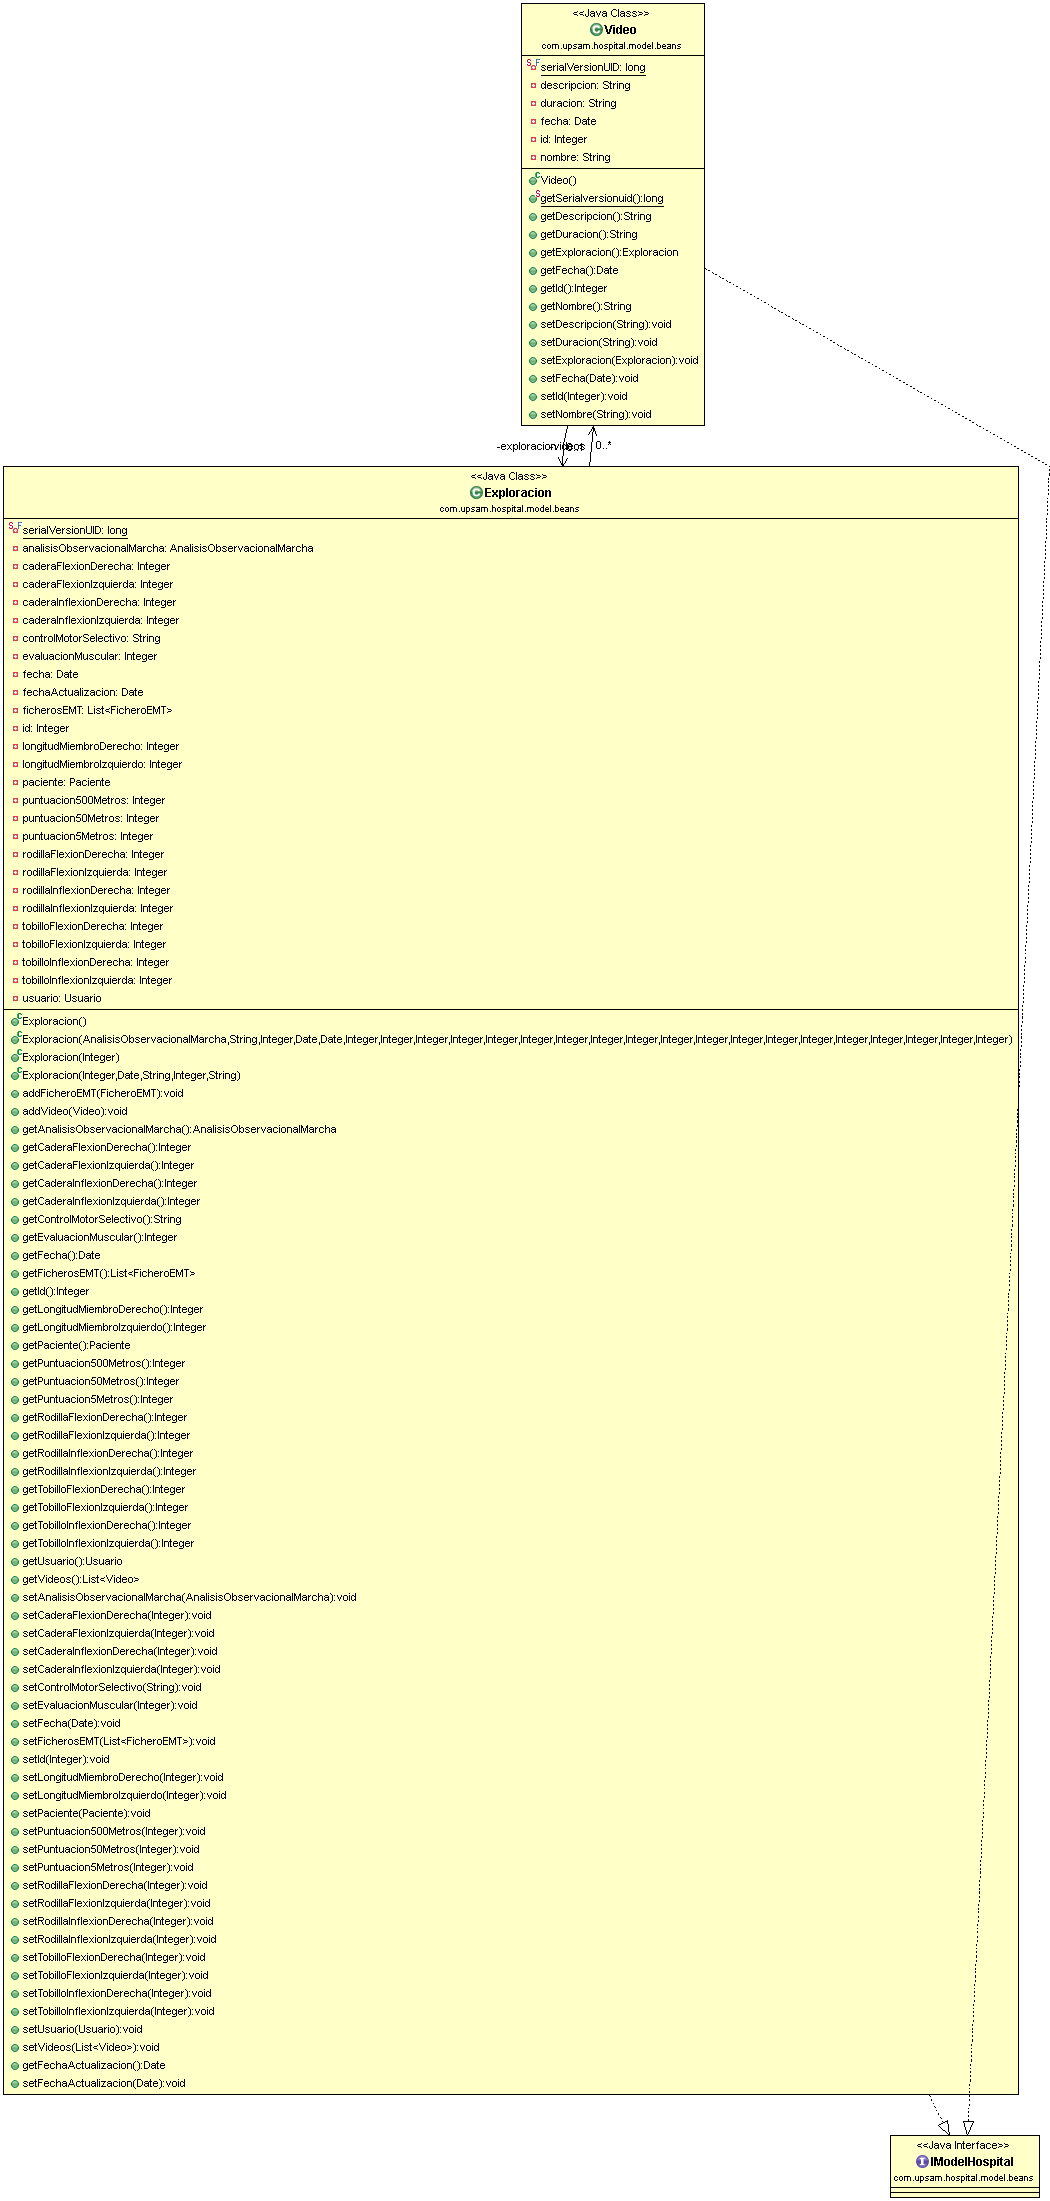 <<Java Class>>
Video
com.upsam.hospital.model.beans
serialVersionUID: long
descripcion: String
duracion: String
fecha: Date
id: Integer
nombre: String
Video()
getSerialversionuid():long
getDescripcion():String
getDuracion():String
getExploracion():Exploracion
getFecha():Date
getId():Integer
getNombre():String
setDescripcion(String):void
setDuracion(String):void
setExploracion(Exploracion):void
setFecha(Date):void
setId(Integer):void
setNombre(String):void
-exploracion 0..*
<<Java Class>>
Exploracion
com.upsam.hospital.model.beans
serialVersionUID: long
analisisObservacionalMarcha: AnalisisObservacionalMarcha
caderaFlexionDerecha: Integer
caderaFlexionIzquierda: Integer
caderaInflexionDerecha: Integer
caderaInflexionIzquierda: Integer
controlMotorSelectivo: String
evaluacionMuscular: Integer
fecha: Date
fechaActualizacion: Date
ficherosEMT: List<FicheroEMT>
id: Integer
longitudMiembroDerecho: Integer
longitudMiembroIzquierdo: Integer
paciente: Paciente
puntuacion500Metros: Integer
puntuacion50Metros: Integer
puntuacion5Metros: Integer
rodillaFlexionDerecha: Integer
rodillaFlexionIzquierda: Integer
rodillaInflexionDerecha: Integer
rodillaInflexionIzquierda: Integer
tobilloFlexionDerecha: Integer
tobilloFlexionIzquierda: Integer
tobilloInflexionDerecha: Integer
tobilloInflexionIzquierda: Integer
usuario: Usuario
Exploracion()
Exploracion(AnalisisObservacionalMarcha,String,Integer,Date,Date,Integer,Integer,Integer,Integer,Integer,Integer,Integer,Integer,Integer,Integer,Integer,Integer,Integer,Integer,Integer,Integer,Integer,Integer,Integer)
Exploracion(Integer)
Exploracion(Integer,Date,String,Integer,String)
addFicheroEMT(FicheroEMT):void
addVideo(Video):void
getAnalisisObservacionalMarcha():AnalisisObservacionalMarcha
getCaderaFlexionDerecha():Integer
getCaderaFlexionIzquierda():Integer
getCaderaInflexionDerecha():Integer
getCaderaInflexionIzquierda():Integer
getControlMotorSelectivo():String
getEvaluacionMuscular():Integer
getFecha():Date
getFicherosEMT():List<FicheroEMT>
getId():Integer
getLongitudMiembroDerecho():Integer
getLongitudMiembroIzquierdo():Integer
getPaciente():Paciente
getPuntuacion500Metros():Integer
getPuntuacion50Metros():Integer
getPuntuacion5Metros():Integer
getRodillaFlexionDerecha():Integer
getRodillaFlexionIzquierda():Integer
getRodillaInflexionDerecha():Integer
getRodillaInflexionIzquierda():Integer
getTobilloFlexionDerecha():Integer
getTobilloFlexionIzquierda():Integer
getTobilloInflexionDerecha():Integer
getTobilloInflexionIzquierda():Integer
getUsuario():Usuario
getVideos():List<Video>
setAnalisisObservacionalMarcha(AnalisisObservacionalMarcha):void
setCaderaFlexionDerecha(Integer):void
setCaderaFlexionIzquierda(Integer):void
setCaderaInflexionDerecha(Integer):void
setCaderaInflexionIzquierda(Integer):void
setControlMotorSelectivo(String):void
setEvaluacionMuscular(Integer):void
setFecha(Date):void
setFicherosEMT(List<FicheroEMT>):void
setId(Integer):void
setLongitudMiembroDerecho(Integer):void
setLongitudMiembroIzquierdo(Integer):void
setPaciente(Paciente):void
setPuntuacion500Metros(Integer):void
setPuntuacion50Metros(Integer):void
setPuntuacion5Metros(Integer):void
setRodillaFlexionDerecha(Integer):void
setRodillaFlexionIzquierda(Integer):void
setRodillaInflexionDerecha(Integer):void
setRodillaInflexionIzquierda(Integer):void
setTobilloFlexionDerecha(Integer):void
setTobilloFlexionIzquierda(Integer):void
setTobilloInflexionDerecha(Integer):void
setTobilloInflexionIzquierda(Integer):void
setUsuario(Usuario):void
setVideos(List<Video>):void
getFechaActualizacion():Date
setFechaActualizacion(Date):void
<<Java Interface>>
IModelHospital
com.upsam.hospital.model.beans